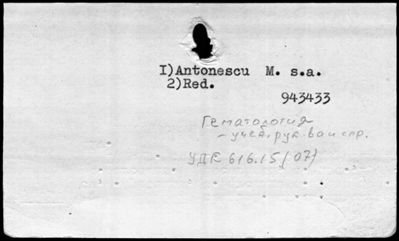 I)Antonescu M. s.a.
2)Red.
943433
Гематология
- учеб. рук-во и спр.
УДК 616.15(07)